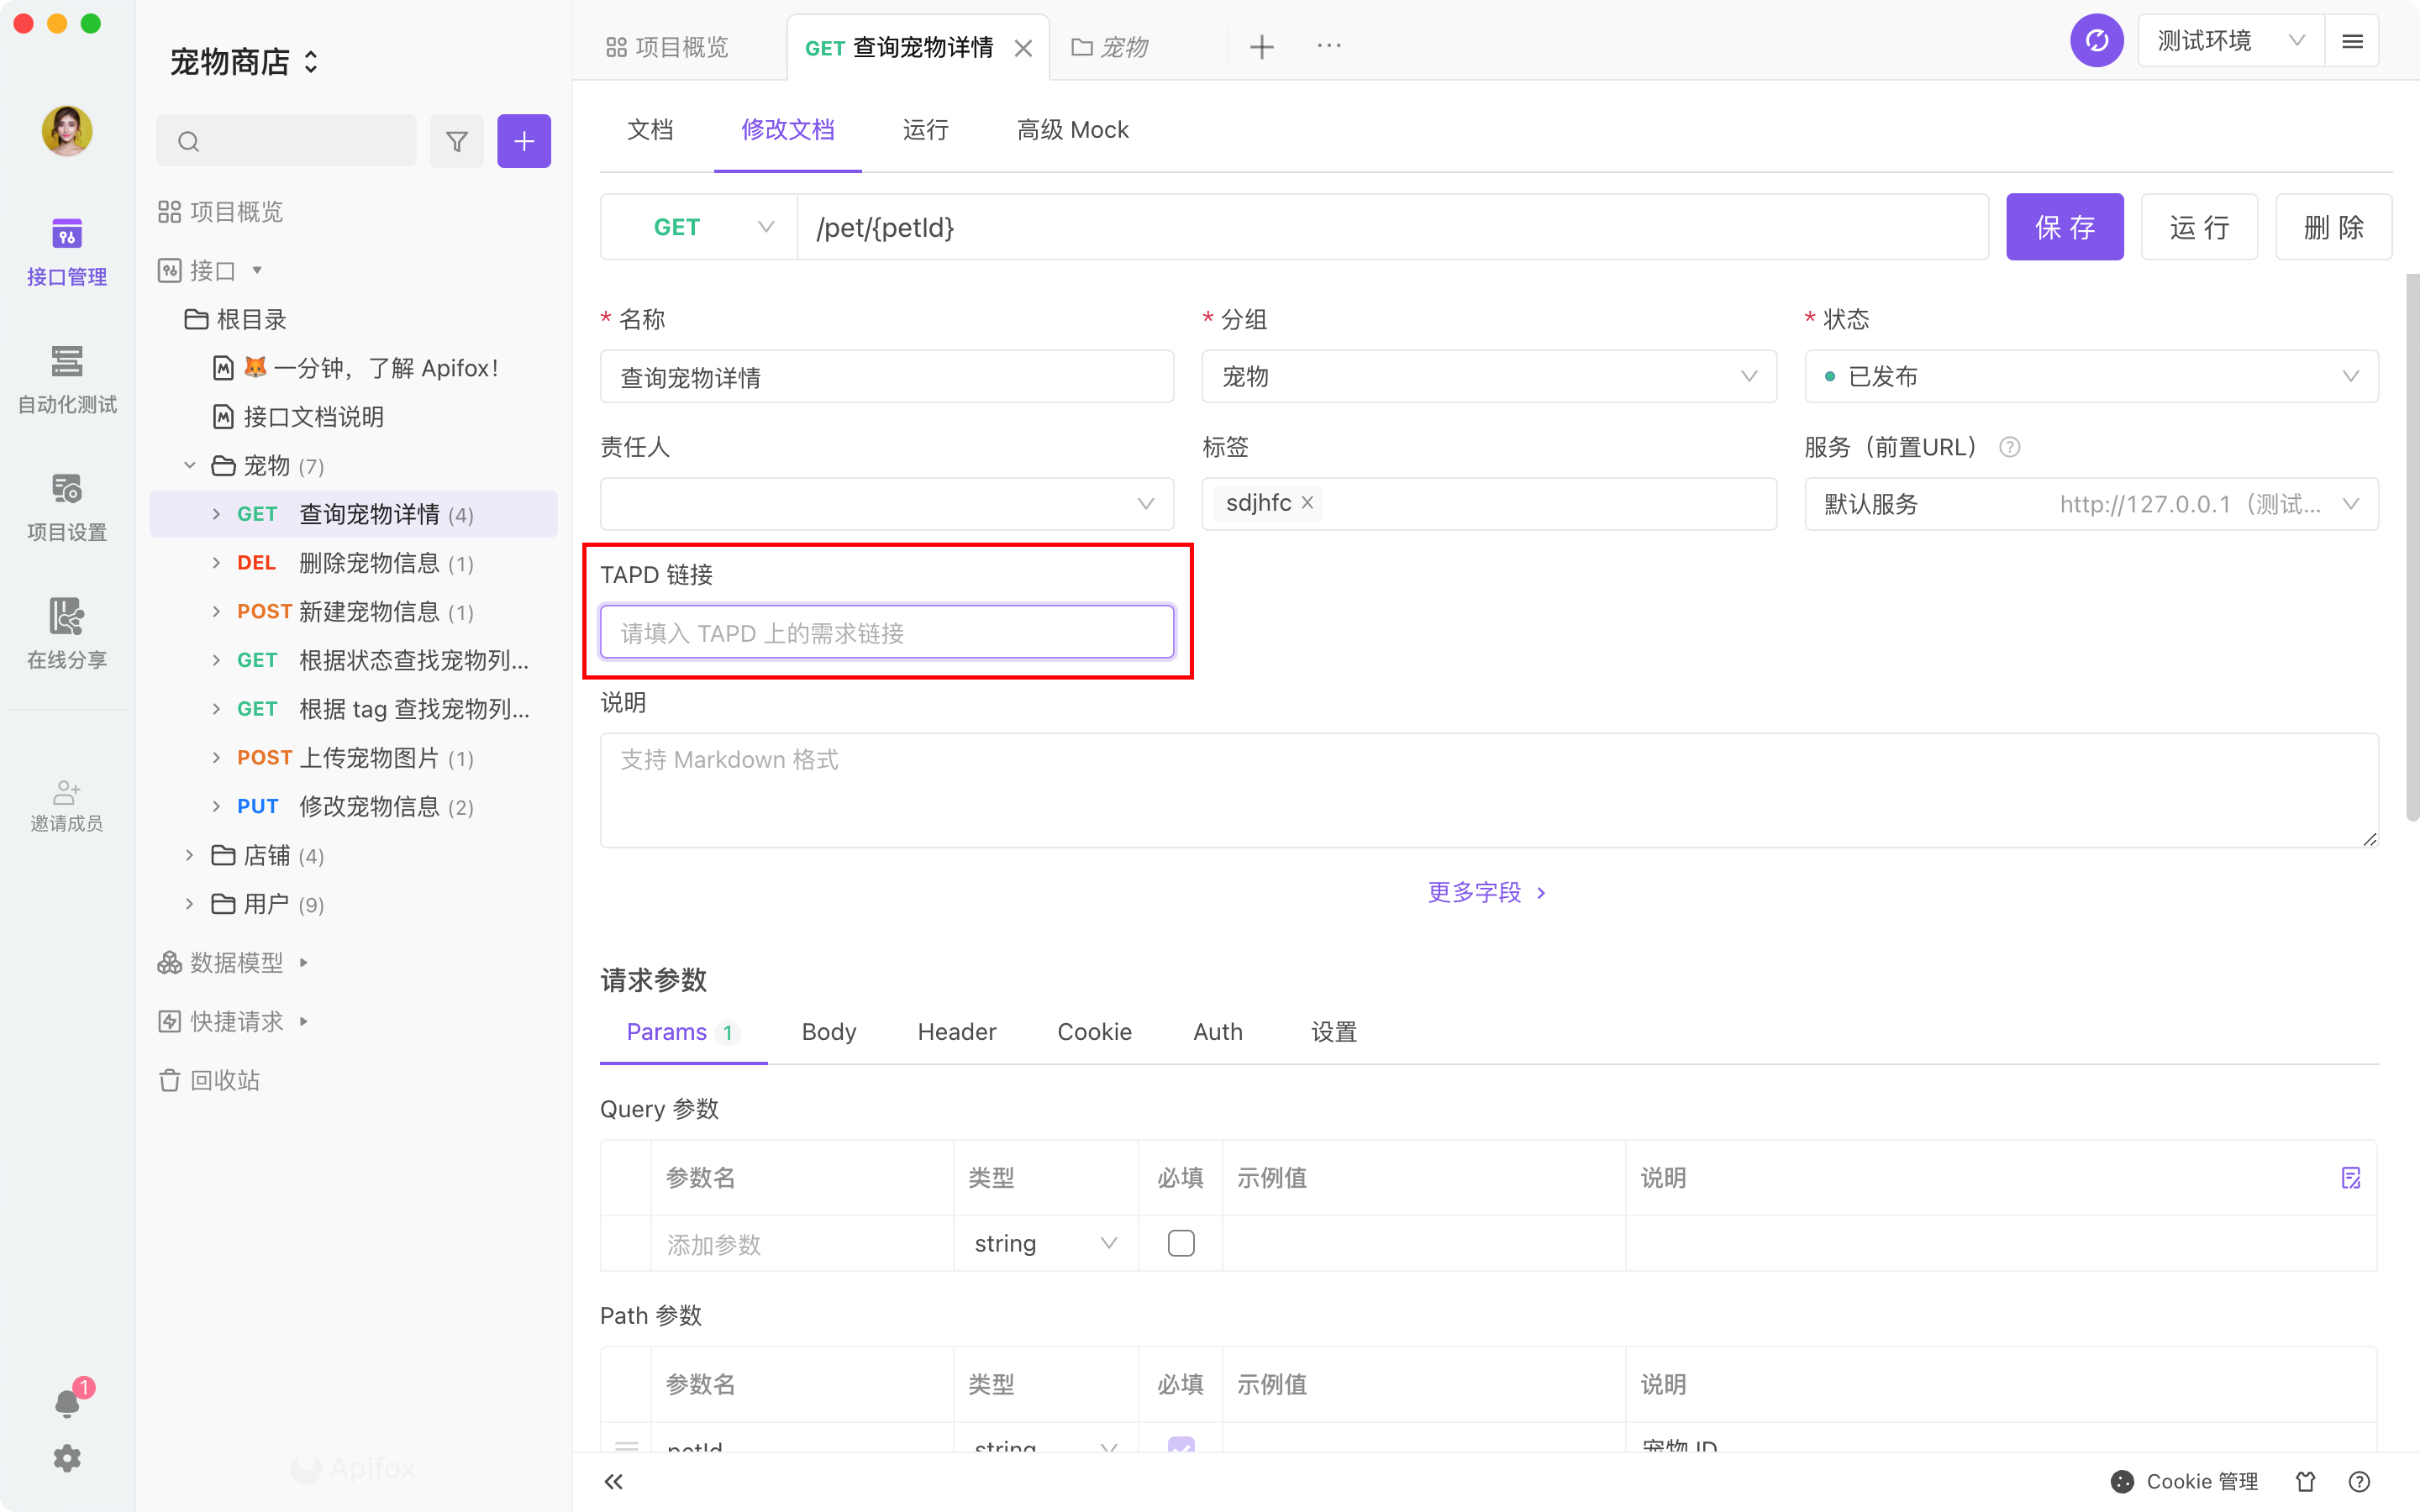 宠物商店
项目概览
GET 查询宠物详情
宠物
测试环境
接口管理
自动化测试
项目设置
在线分享
邀请成员
1
项目概览
接口
根目录
一分钟，了解 Apifox！
接口文档说明
宠物 (7)
GET 查询宠物详情 (4)
DEL 删除宠物信息 (1)
POST 新建宠物信息 (1)
GET 根据状态查找宠物列...
GET 根据 tag 查找宠物列...
POST 上传宠物图片 (1)
PUT 修改宠物信息 (2)
店铺 (4)
用户 (9)
数据模型
快捷请求
回收站
Apifox
文档 修改文档 运行 高级 Mock
GET /pet/{petId} 保 存 运 行 删 除
* 名称 * 分组 * 状态
查询宠物详情 宠物 已发布
责任人 标签 服务（前置URL）
sdjhfc 默认服务 http://127.0.0.1（测试...
TAPD 链接
请填入 TAPD 上的需求链接
说明
支持 Markdown 格式
更多字段
请求参数
Params 1 Body Header Cookie Auth 设置
Query 参数
参数名 类型 必填 示例值 说明
添加参数 string
Path 参数
参数名 类型 必填 示例值 说明
petId string 宠物 ID
Cookie 管理